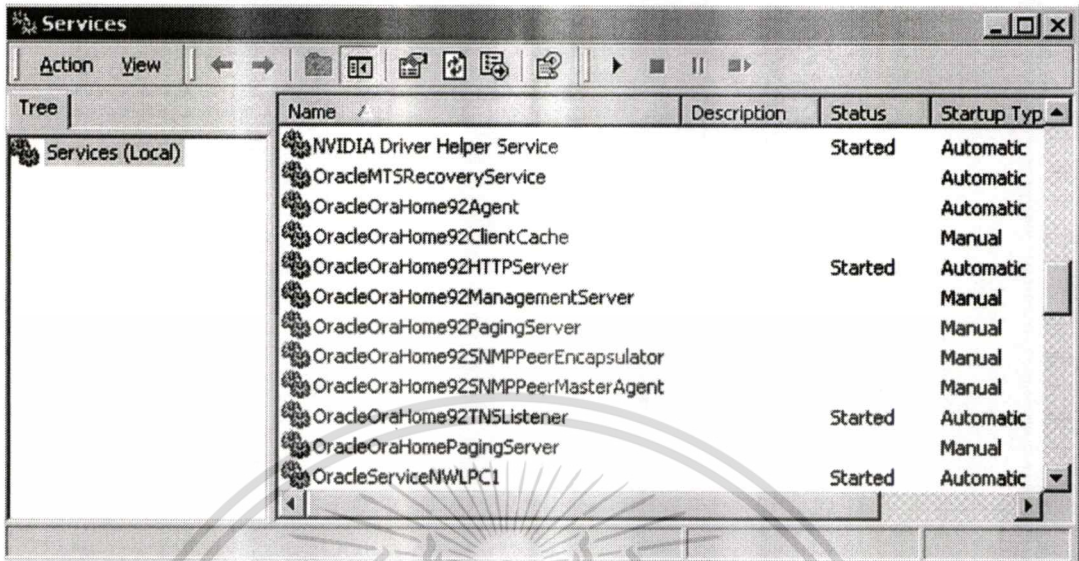 Services
Action View
Tree
Name Description Status Startup Typ
Services (Local)
NVIDIA Driver Helper Service Started Automatic
OracleMTSRecoveryService Automatic
OracleOraHome92Agent Automatic
OracleOraHome92ClientCache Manual
OracleOraHome92HTTPServer Started Automatic
OracleOraHome92ManagementServer Manual
OracleOraHome92PagingServer Manual
OracleOraHome92SNMPPeerEncapsulator Manual
OracleOraHome92SNMPPeerMasterAgent Manual
OracleOraHome92TNSListener Started Automatic
OracleOraHomePagingServer Manual
OracleServiceNWLPC1 Started Automatic